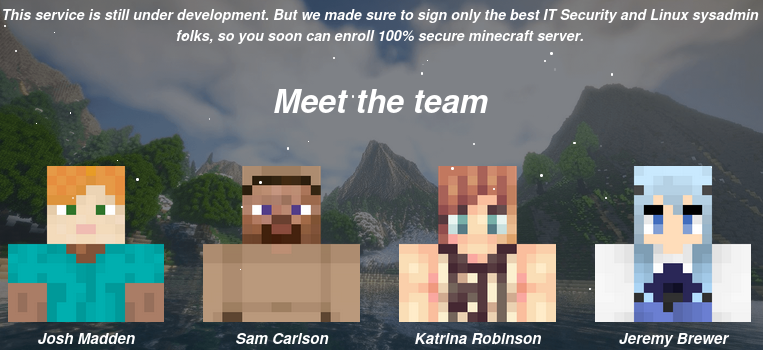 This service is still under development. But we made sure to sign only the best IT Security and Linux sysadmin
folks, so you soon can enroll 100% secure minecraft server.
Meet the team
Josh Madden
Sam Carlson
Katrina Robinson
Jeremy Brewer